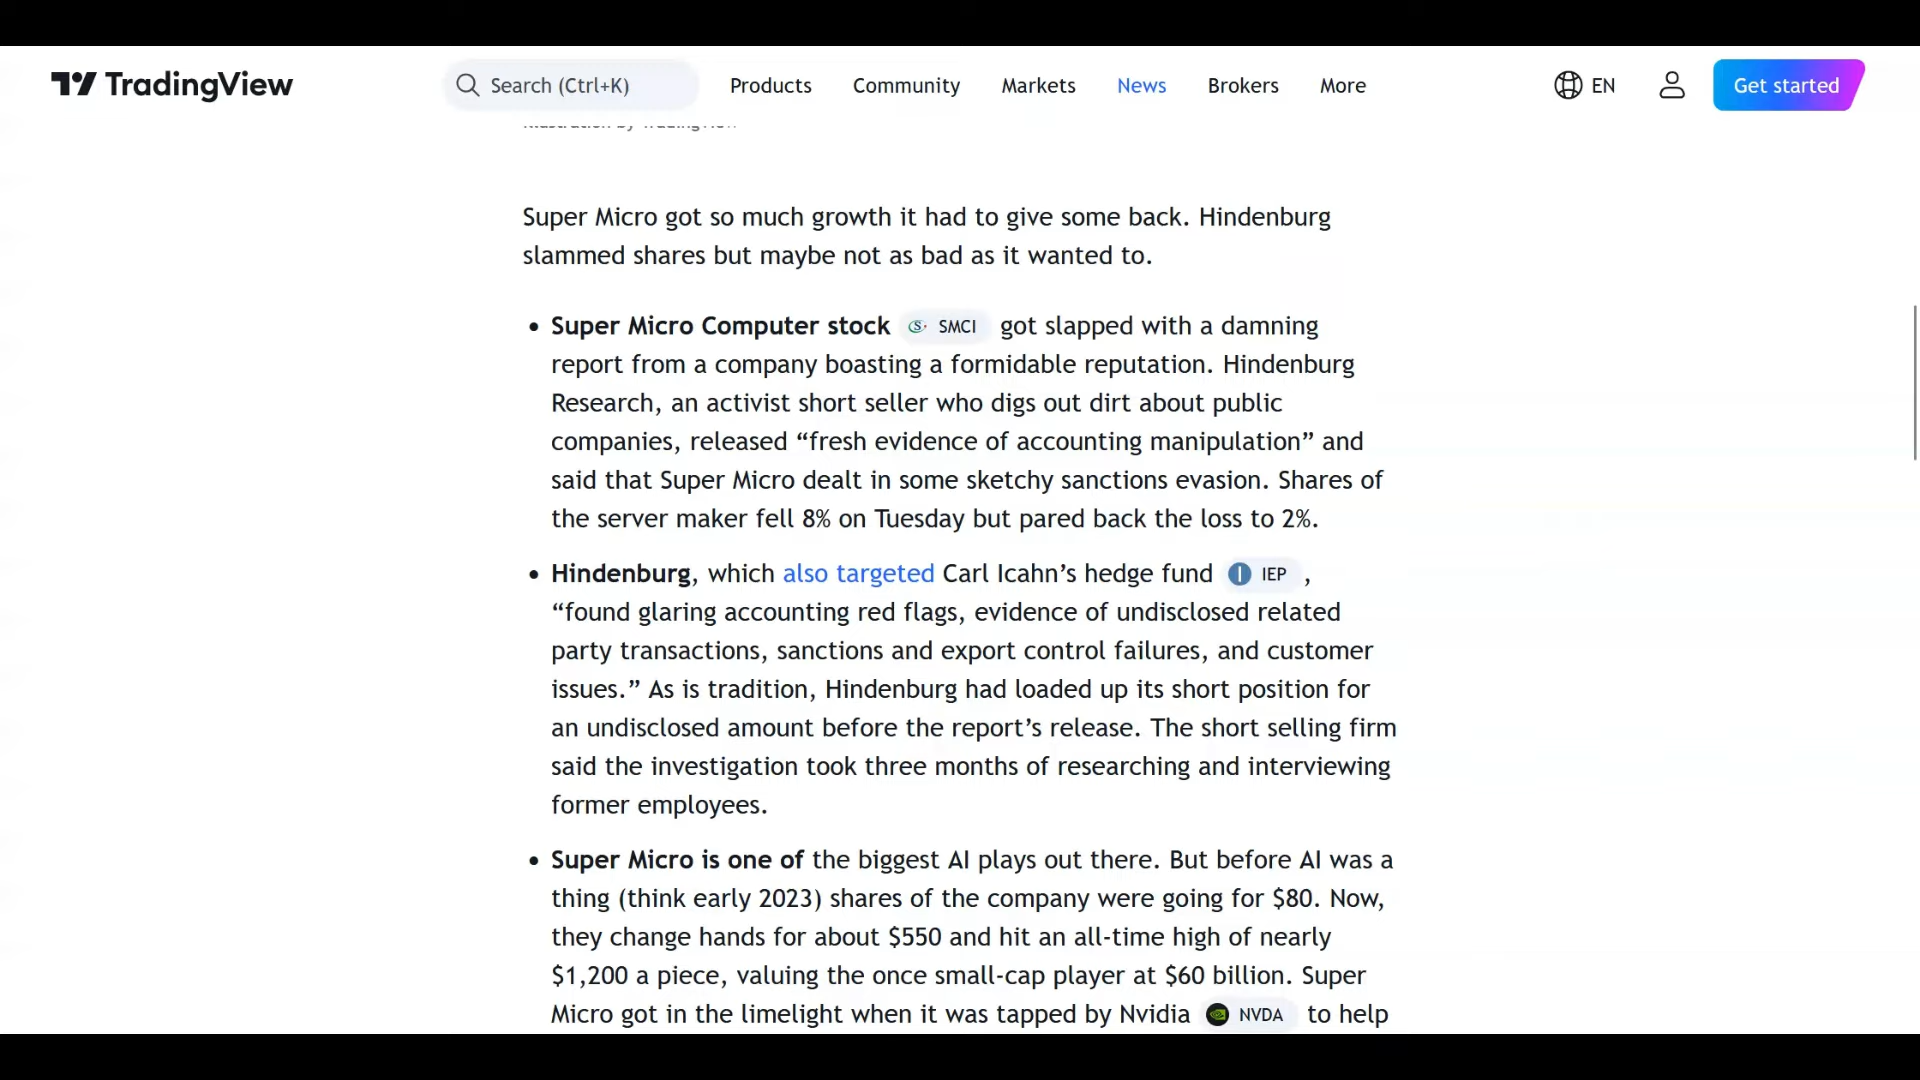 TradingView
Search (Ctrl+K)
Products
Community
Markets
News
Brokers
More
EN
Get started
Illustration by TradingView
Super Micro got so much growth it had to give some back. Hindenburg
slammed shares but maybe not as bad as it wanted to.
• Super Micro Computer stock SMCI got slapped with a damning
report from a company boasting a formidable reputation. Hindenburg
Research, an activist short seller who digs out dirt about public
companies, released “fresh evidence of accounting manipulation” and
said that Super Micro dealt in some sketchy sanctions evasion. Shares of
the server maker fell 8% on Tuesday but pared back the loss to 2%.
• Hindenburg, which also targeted Carl Icahn’s hedge fund IEP ,
“found glaring accounting red flags, evidence of undisclosed related
party transactions, sanctions and export control failures, and customer
issues.” As is tradition, Hindenburg had loaded up its short position for
an undisclosed amount before the report’s release. The short selling firm
said the investigation took three months of researching and interviewing
former employees.
• Super Micro is one of the biggest AI plays out there. But before AI was a
thing (think early 2023) shares of the company were going for $80. Now,
they change hands for about $550 and hit an all-time high of nearly
$1,200 a piece, valuing the once small-cap player at $60 billion. Super
Micro got in the limelight when it was tapped by Nvidia NVDA to help